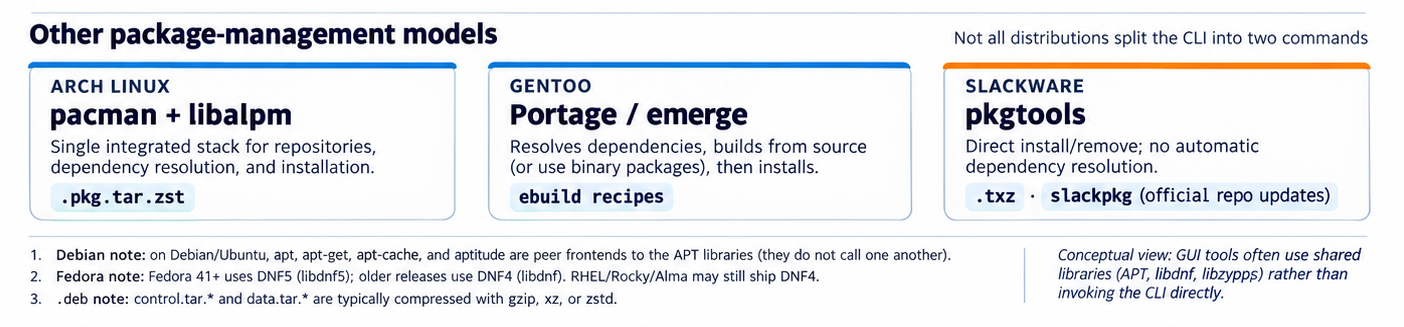 Other package-management models
Not all distributions split the CLI into two commands
ARCH LINUX
pacman + libalpm
Single integrated stack for repositories,
dependency resolution, and installation.
.pkg.tar.zst
GENTOO
Portage / emerge
Resolves dependencies, builds from source
(or use binary packages), then installs.
ebuild recipes
SLACKWARE
pkgtools
Direct install/remove; no automatic
dependency resolution.
.txz · slackpkg (official repo updates)
1. Debian note: on Debian/Ubuntu, apt, apt-get, apt-cache, and aptitude are peer frontends to the APT libraries (they do not call one another).
2. Fedora note: Fedora 41+ uses DNF5 (libdnf5); older releases use DNF4 (libdnf). RHEL/Rocky/Alma may still ship DNF4.
3. .deb note: control.tar.* and data.tar.* are typically compressed with gzip, xz, or zstd.
Conceptual view: GUI tools often use shared
libraries (APT, libdnf, libzyppp) rather than
invoking the CLI directly.